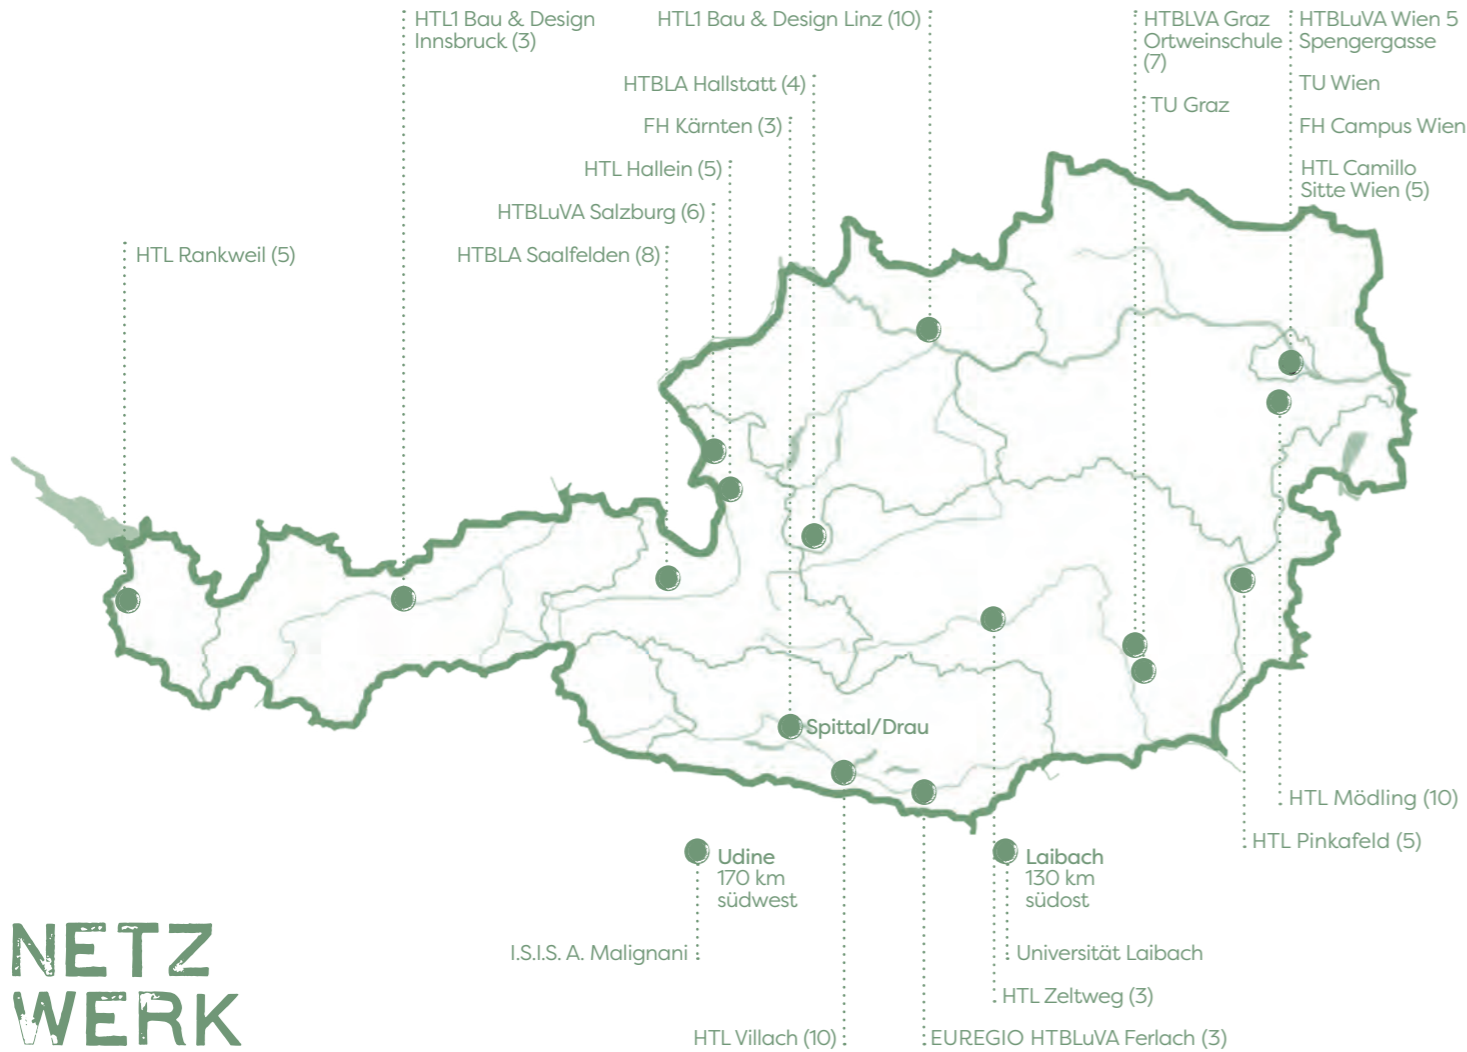 HTL1 Bau & Design
Innsbruck (3)
HTL1 Bau & Design Linz (10)
HTBLVA Graz
Ortweinschule
(7)
HTBLuVA Wien 5
Spengergasse
HTBLA Hallstatt (4)
TU Wien
TU Graz
FH Kärnten (3)
FH Campus Wien
HTL Hallein (5)
HTL Camillo
Sitte Wien (5)
HTBLuVA Salzburg (6)
HTL Rankweil (5)
HTBLA Saalfelden (8)
Spittal/Drau
HTL Mödling (10)
HTL Pinkafeld (5)
Udine
170 km
südwest
Laibach
130 km
südost
I.S.I.S. A. Malignani
Universität Laibach
HTL Zeltweg (3)
HTL Villach (10)
EUREGIO HTBLuVA Ferlach (3)
NETZ
WERK